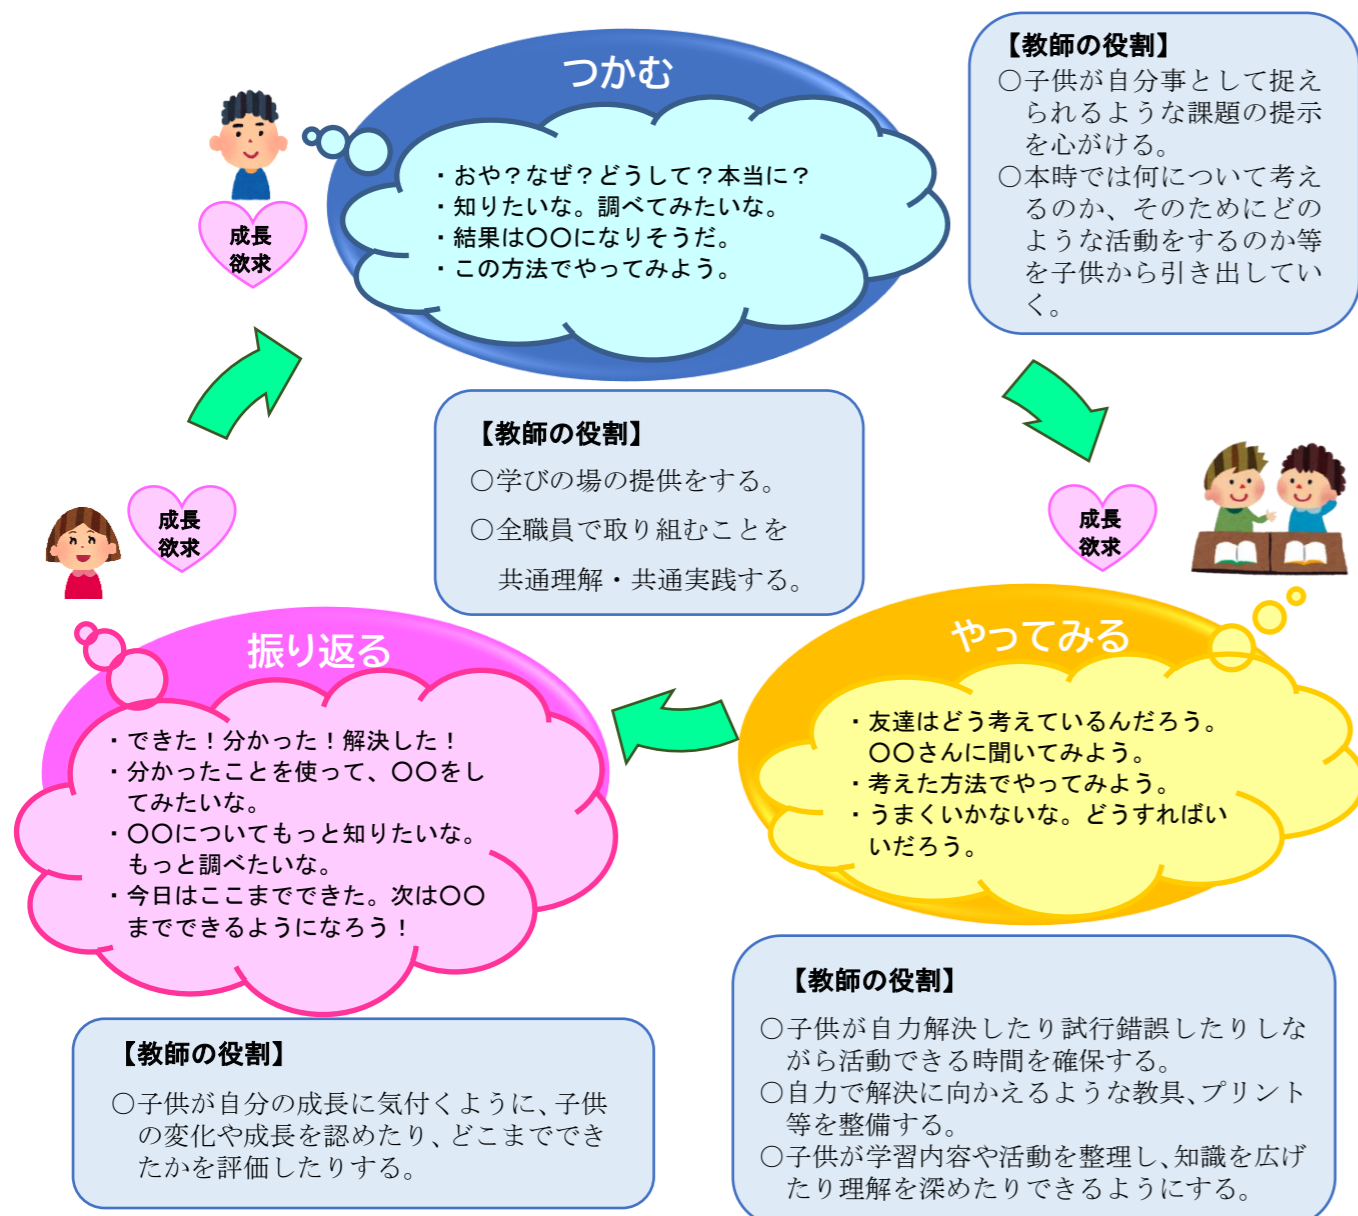 つかむ
・おや？なぜ？どうして？本当に？
・知りたいな。調べてみたいな。
・結果は〇〇になりそうだ。
・この方法でやってみよう。
成長
欲求
【教師の役割】
○子供が自分事として捉え
られるような課題の提示
を心がける。
○本時では何について考え
るのか、そのためにどの
ような活動をするのか等
を子供から引き出してい
く。
【教師の役割】
○学びの場の提供をする。
○全職員で取り組むことを
共通理解・共通実践する。
成長
欲求
やってみる
・友達はどう考えているんだろう。
〇〇さんに聞いてみよう。
・考えた方法でやってみよう。
・うまくいかないな。どうすればい
いだろう。
【教師の役割】
○子供が自力解決したり試行錯誤したりしな
がら活動できる時間を確保する。
○自力で解決に向かえるような教具、プリント
等を整備する。
○子供が学習内容や活動を整理し、知識を広げ
たり理解を深めたりできるようにする。
成長
欲求
振り返る
・できた！分かった！解決した！
・分かったことを使って、〇〇をし
てみたいな。
・〇〇についてもっと知りたいな。
もっと調べたいな。
・今日はここまでできた。次は〇〇
までできるようになろう！
【教師の役割】
○子供が自分の成長に気付くように、子供
の変化や成長を認めたり、どこまででき
たかを評価したりする。